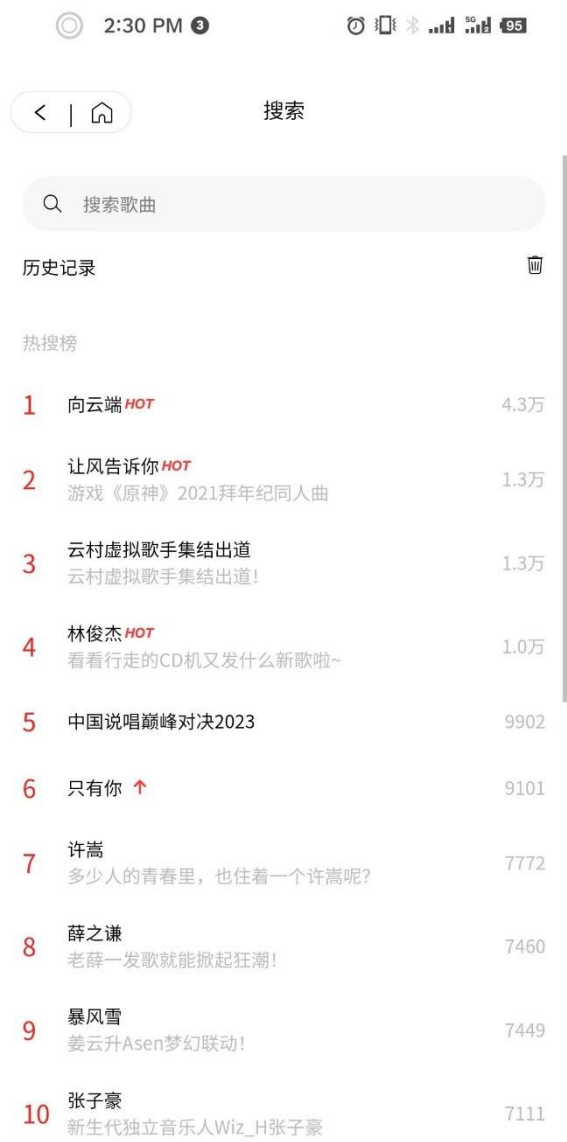 2:30 PM 3 5G 2 95
搜索
搜索歌曲
历史记录
热搜榜
1 向云端 HOT 4.3万
2 让风告诉你 HOT 1.3万
游戏《原神》2021拜年纪同人曲
3 云村虚拟歌手集结出道 1.3万
云村虚拟歌手集结出道!
4 林俊杰 HOT 1.0万
看看行走的CD机又发什么新歌啦~
5 中国说唱巅峰对决2023 9902
6 只有你 ↑ 9101
7 许嵩 7772
多少人的青春里，也住着一个许嵩呢?
8 薛之谦 7460
老薛一发歌就能掀起狂潮!
9 暴风雪 7449
姜云升Asen梦幻联动!
10 张子豪 7111
新生代独立音乐人Wiz_H张子豪